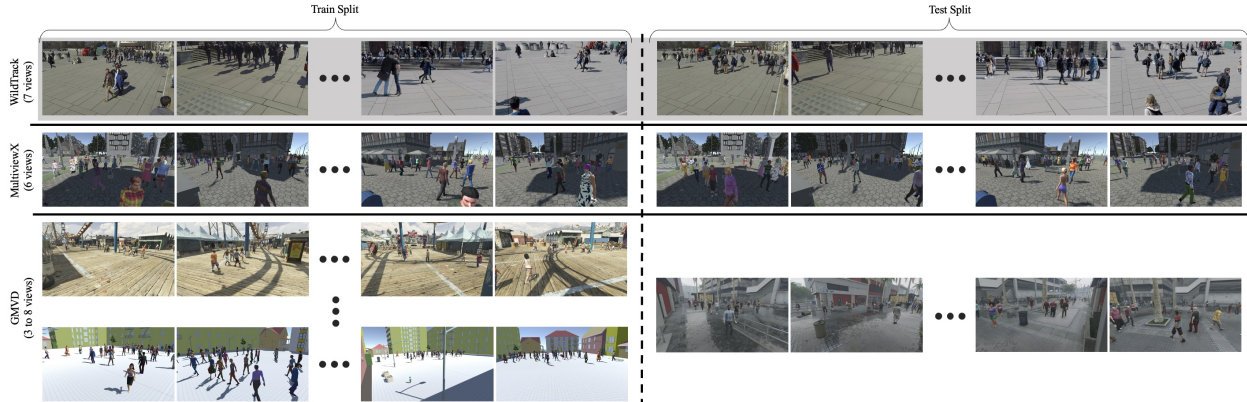 Train Split
Test Split
WildTrack
(7 views)
MultiviewX
(6 views)
GMVD
(3 to 8 views)